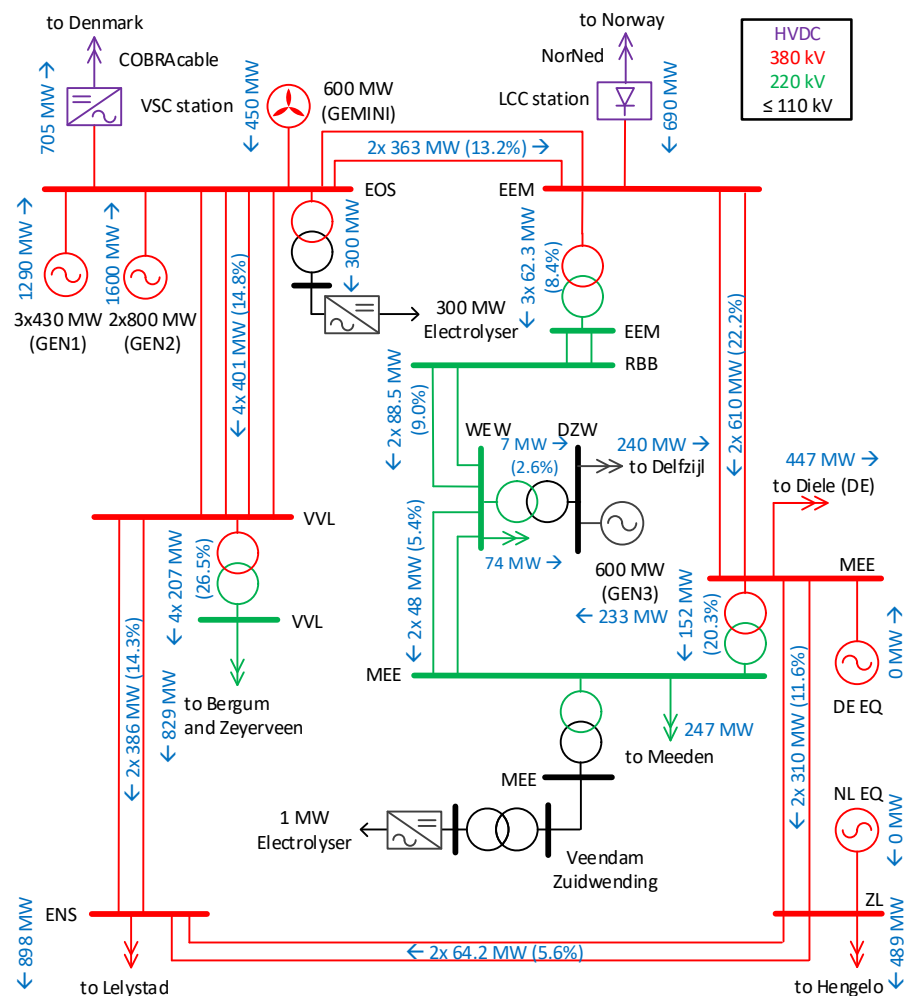 to Denmark
COBRAcable
705 MW →
VSC station
← 450 MW
600 MW
(GEMINI)
to Norway
NorNed
LCC station
← 690 MW
HVDC
380 kV
220 kV
≤ 110 kV
2x 363 MW (13.2%) →
EOS
EEM
1290 MW →
1600 MW→
3x430 MW
(GEN1)
2x800 MW
(GEN2)
← 4x 401 MW (14.8%)
← 300 MW
300 MW
Electrolyser
← 3x 62.3 MW
(8.4%)
EEM
RBB
← 2x 610 MW (22.2%)
← 2x 88.5 MW
(9.0%)
WEW
7 MW →
(2.6%)
DZW
240 MW →
to Delfzijl
447 MW →
to Diele (DE)
VVL
← 4x 207 MW
(26.5%)
VVL
← 2x 48 MW (5.4%)
74 MW →
600 MW
(GEN3)
← 233 MW
MEE
← 152 MW
(20.3%)
0 MW →
DE EQ
MEE
← 2x 386 MW (14.3%)
← 829 MW
to Bergum
and Zeyerveen
247 MW
to Meeden
← 2x 310 MW (11.6%)
MEE
NL EQ
← 0 MW
1 MW
Electrolyser
Veendam
Zuidwending
ENS
ZL
← 898 MW
← 2x 64.2 MW (5.6%)
← 489 MW
to Lelystad
to Hengelo